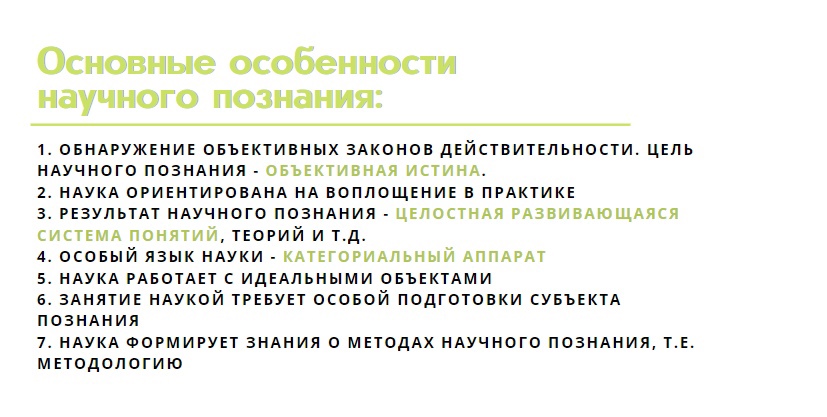 Основные особенности
научного познания:
1. ОБНАРУЖЕНИЕ ОБЪЕКТИВНЫХ ЗАКОНОВ ДЕЙСТВИТЕЛЬНОСТИ. ЦЕЛЬ
НАУЧНОГО ПОЗНАНИЯ - ОБЪЕКТИВНАЯ ИСТИНА.
2. НАУКА ОРИЕНТИРОВАНА НА ВОПЛОЩЕНИЕ В ПРАКТИКЕ
3. РЕЗУЛЬТАТ НАУЧНОГО ПОЗНАНИЯ - ЦЕЛОСТНАЯ РАЗВИВАЮЩАЯСЯ
СИСТЕМА ПОНЯТИЙ, ТЕОРИЙ И Т.Д.
4. ОСОБЫЙ ЯЗЫК НАУКИ - КАТЕГОРИАЛЬНЫЙ АППАРАТ
5. НАУКА РАБОТАЕТ С ИДЕАЛЬНЫМИ ОБЪЕКТАМИ
6. ЗАНЯТИЕ НАУКОЙ ТРЕБУЕТ ОСОБОЙ ПОДГОТОВКИ СУБЪЕКТА
ПОЗНАНИЯ
7. НАУКА ФОРМИРУЕТ ЗНАНИЯ О МЕТОДАХ НАУЧНОГО ПОЗНАНИЯ, Т.Е.
МЕТОДОЛОГИЮ